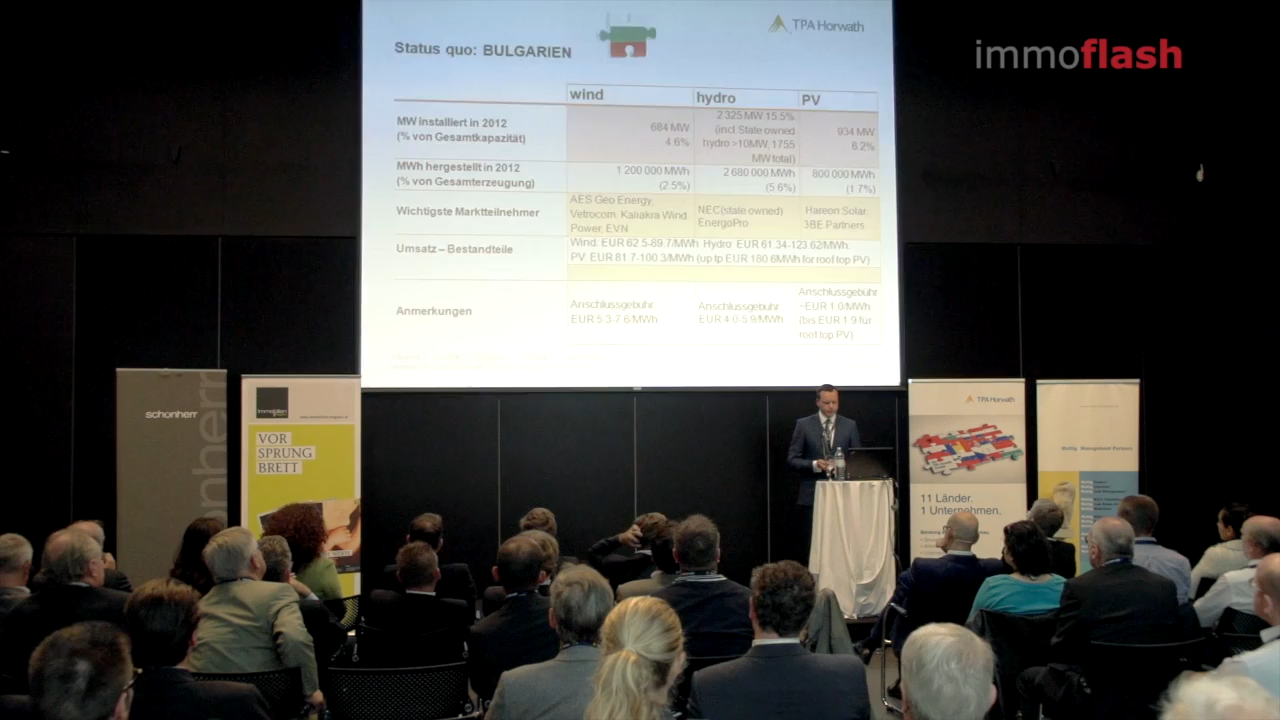 TPA Horwath
immoflash
Status quo: BULGARIEN
wind
hydro
PV
MW installiert in 2012
(% von Gesamtkapazität)
684 MW
4.6%
2 325 MW 15.5%
(incl. State owned
hydro >10MW, 1755
MW total)
934 MW
6.2%
MWh hergestellt in 2012
(% von Gesamterzeugung)
1 200 000 MWh
(2.5%)
2 680 000 MWh
(5.6%)
800 000 MWh
(1.7%)
Wichtigste Marktteilnehmer
AES Geo Energy,
Vetrocom, Kaliakra Wind
Power, EVN
NEC(state owned)
EnergoPro
Hareon Solar,
3BE Partners
Umsatz – Bestandteile
Wind: EUR 62.5-89.7/MWh Hydro: EUR 61.34-123.62/MWh
PV: EUR 81.7-100.3/MWh (up tp EUR 180.6MWh for roof top PV)
Anmerkungen
Anschlussgebühr
EUR 5.3-7.6/MWh
Anschlussgebühr
EUR 4.0-5.9/MWh
Anschlussgebühr
~EUR 1.0/MWh
(bis EUR 1.9 für
roof top PV)
schonherr
immobilien
VOR
SPRUNG
BRETT
TPA Horwath
11 Länder.
1 Unternehmen.
Management Partners